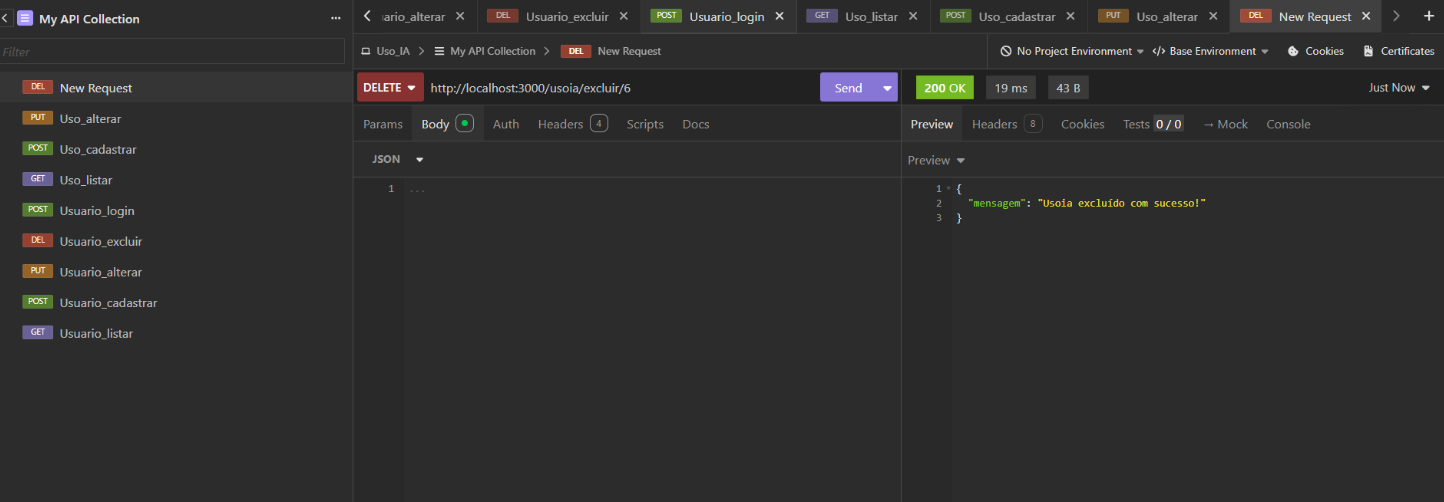 My API Collection
Filter
DEL New Request
PUT Uso_alterar
POST Uso_cadastrar
GET Uso_listar
POST Usuario_login
DEL Usuario_excluir
PUT Usuario_alterar
POST Usuario_cadastrar
GET Usuario_listar
uario_alterar DEL Usuario_excluir POST Usuario_login GET Uso_listar POST Uso_cadastrar PUT Uso_alterar DEL New Request
Uso_IA My API Collection DEL New Request
No Project Environment Base Environment Cookies Certificates
DELETE http://localhost:3000/usoia/excluir/6 Send
Params Body Auth Headers 4 Scripts Docs
JSON
1 ...
200 OK 19 ms 43 B Just Now
Preview Headers 8 Cookies Tests 0 / 0 → Mock Console
Preview
1 {
2 "mensagem": "Usoia excluído com sucesso!"
3 }